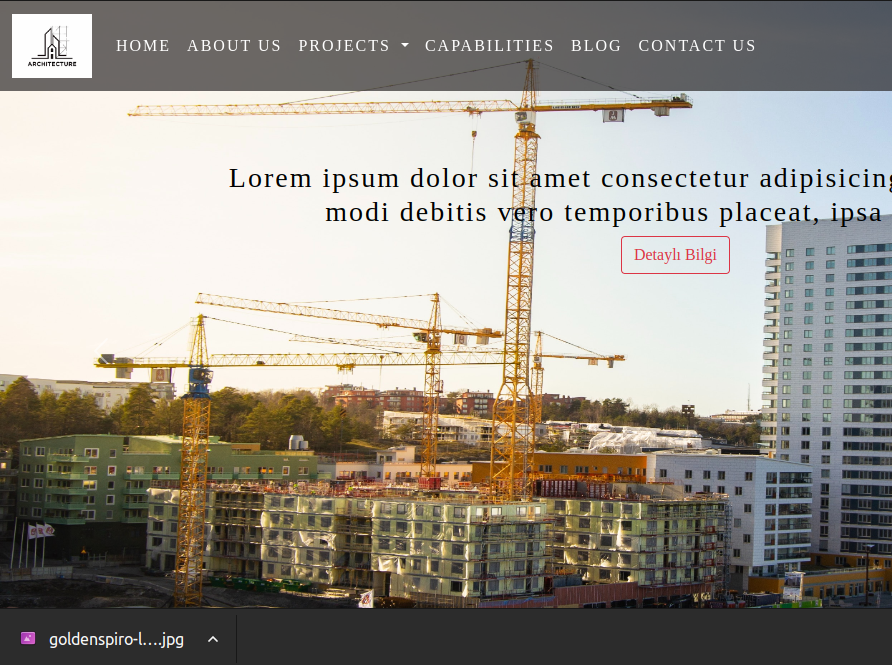 ARCHITECTURE
HOME ABOUT US PROJECTS CAPABILITIES BLOG CONTACT US
Lorem ipsum dolor sit amet consectetur adipisicing
modi debitis vero temporibus placeat, ipsa
Detaylı Bilgi
goldenspiro-l....jpg